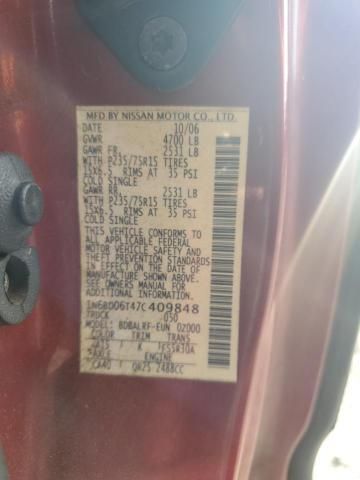 MFD.BY NISSAN MOTOR CO.,LTD.
DATE 10/06
GVWR 4700 LB
GAWR FR. 2531 LB
WITH P235/75R15 TIRES
15X6.5 RIMS AT 35 PSI
COLD SINGLE
GAWR RR. 2531 LB
WITH P235/75R15 TIRES
15X6.5 RIMS AT 35 PSI
COLD SINGLE
THIS VEHICLE CONFORMS TO
ALL APPLICABLE FEDERAL
MOTOR VEHICLE SAFETY AND
THEFT PREVENTION STANDARDS
IN EFFECT ON THE DATE OF
MANUFACTURE SHOWN ABOVE.
SEE OWNERS MANUAL FOR
ADDITIONAL INFORMATION.
1N6BD06T47C409848
TRUCK 050
MODEL BDBALRF-EUN 02000
COLOR TRIM TRANS
A15 K FS5R30A
AXLE ENGINE
CA40 QR25 2488CC